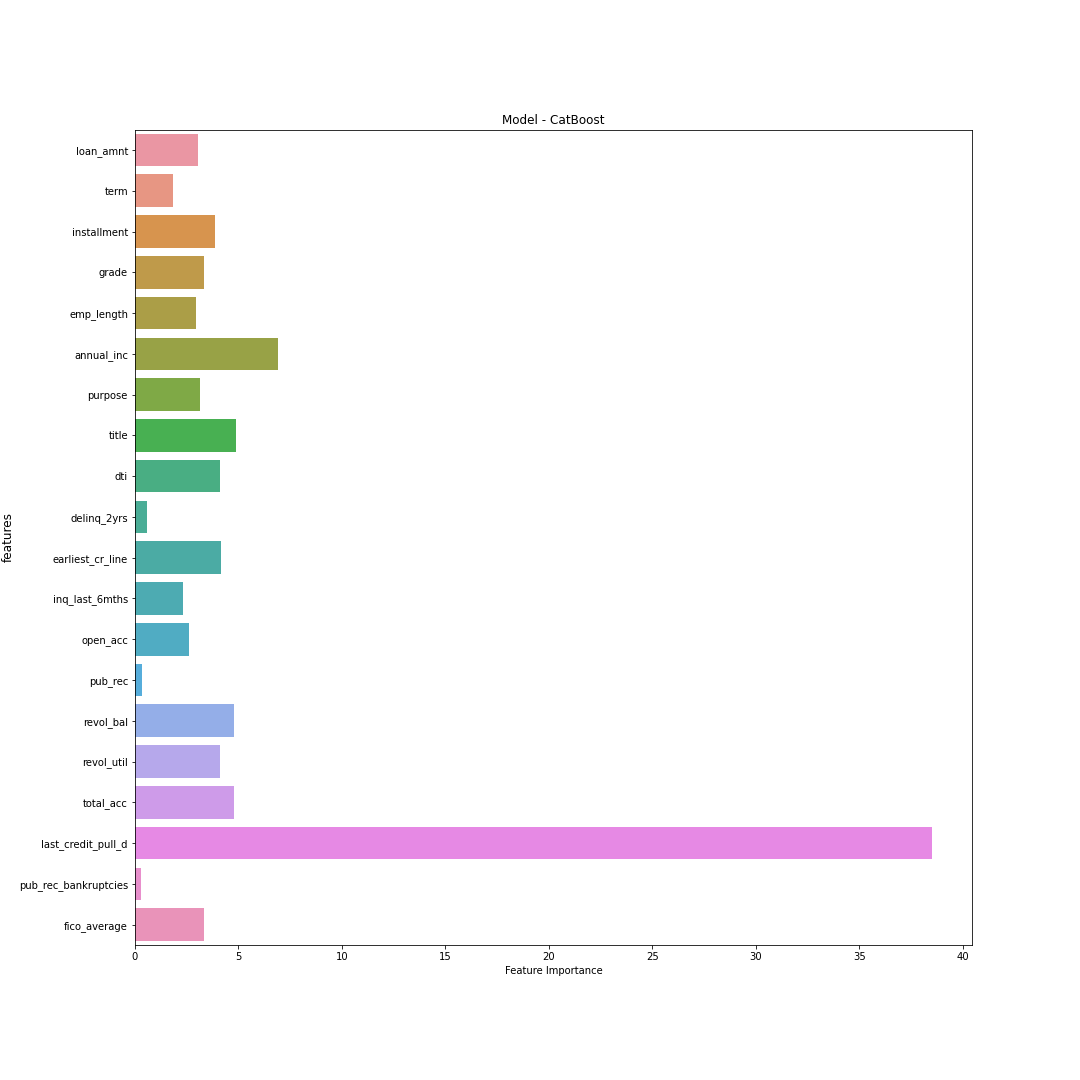 Model - CatBoost
features
loan_amnt
term
installment
grade
emp_length
annual_inc
purpose
title
dti
delinq_2yrs
earliest_cr_line
inq_last_6mths
open_acc
pub_rec
revol_bal
revol_util
total_acc
last_credit_pull_d
pub_rec_bankruptcies
fico_average
0 5 10 15 20 25 30 35 40
Feature Importance